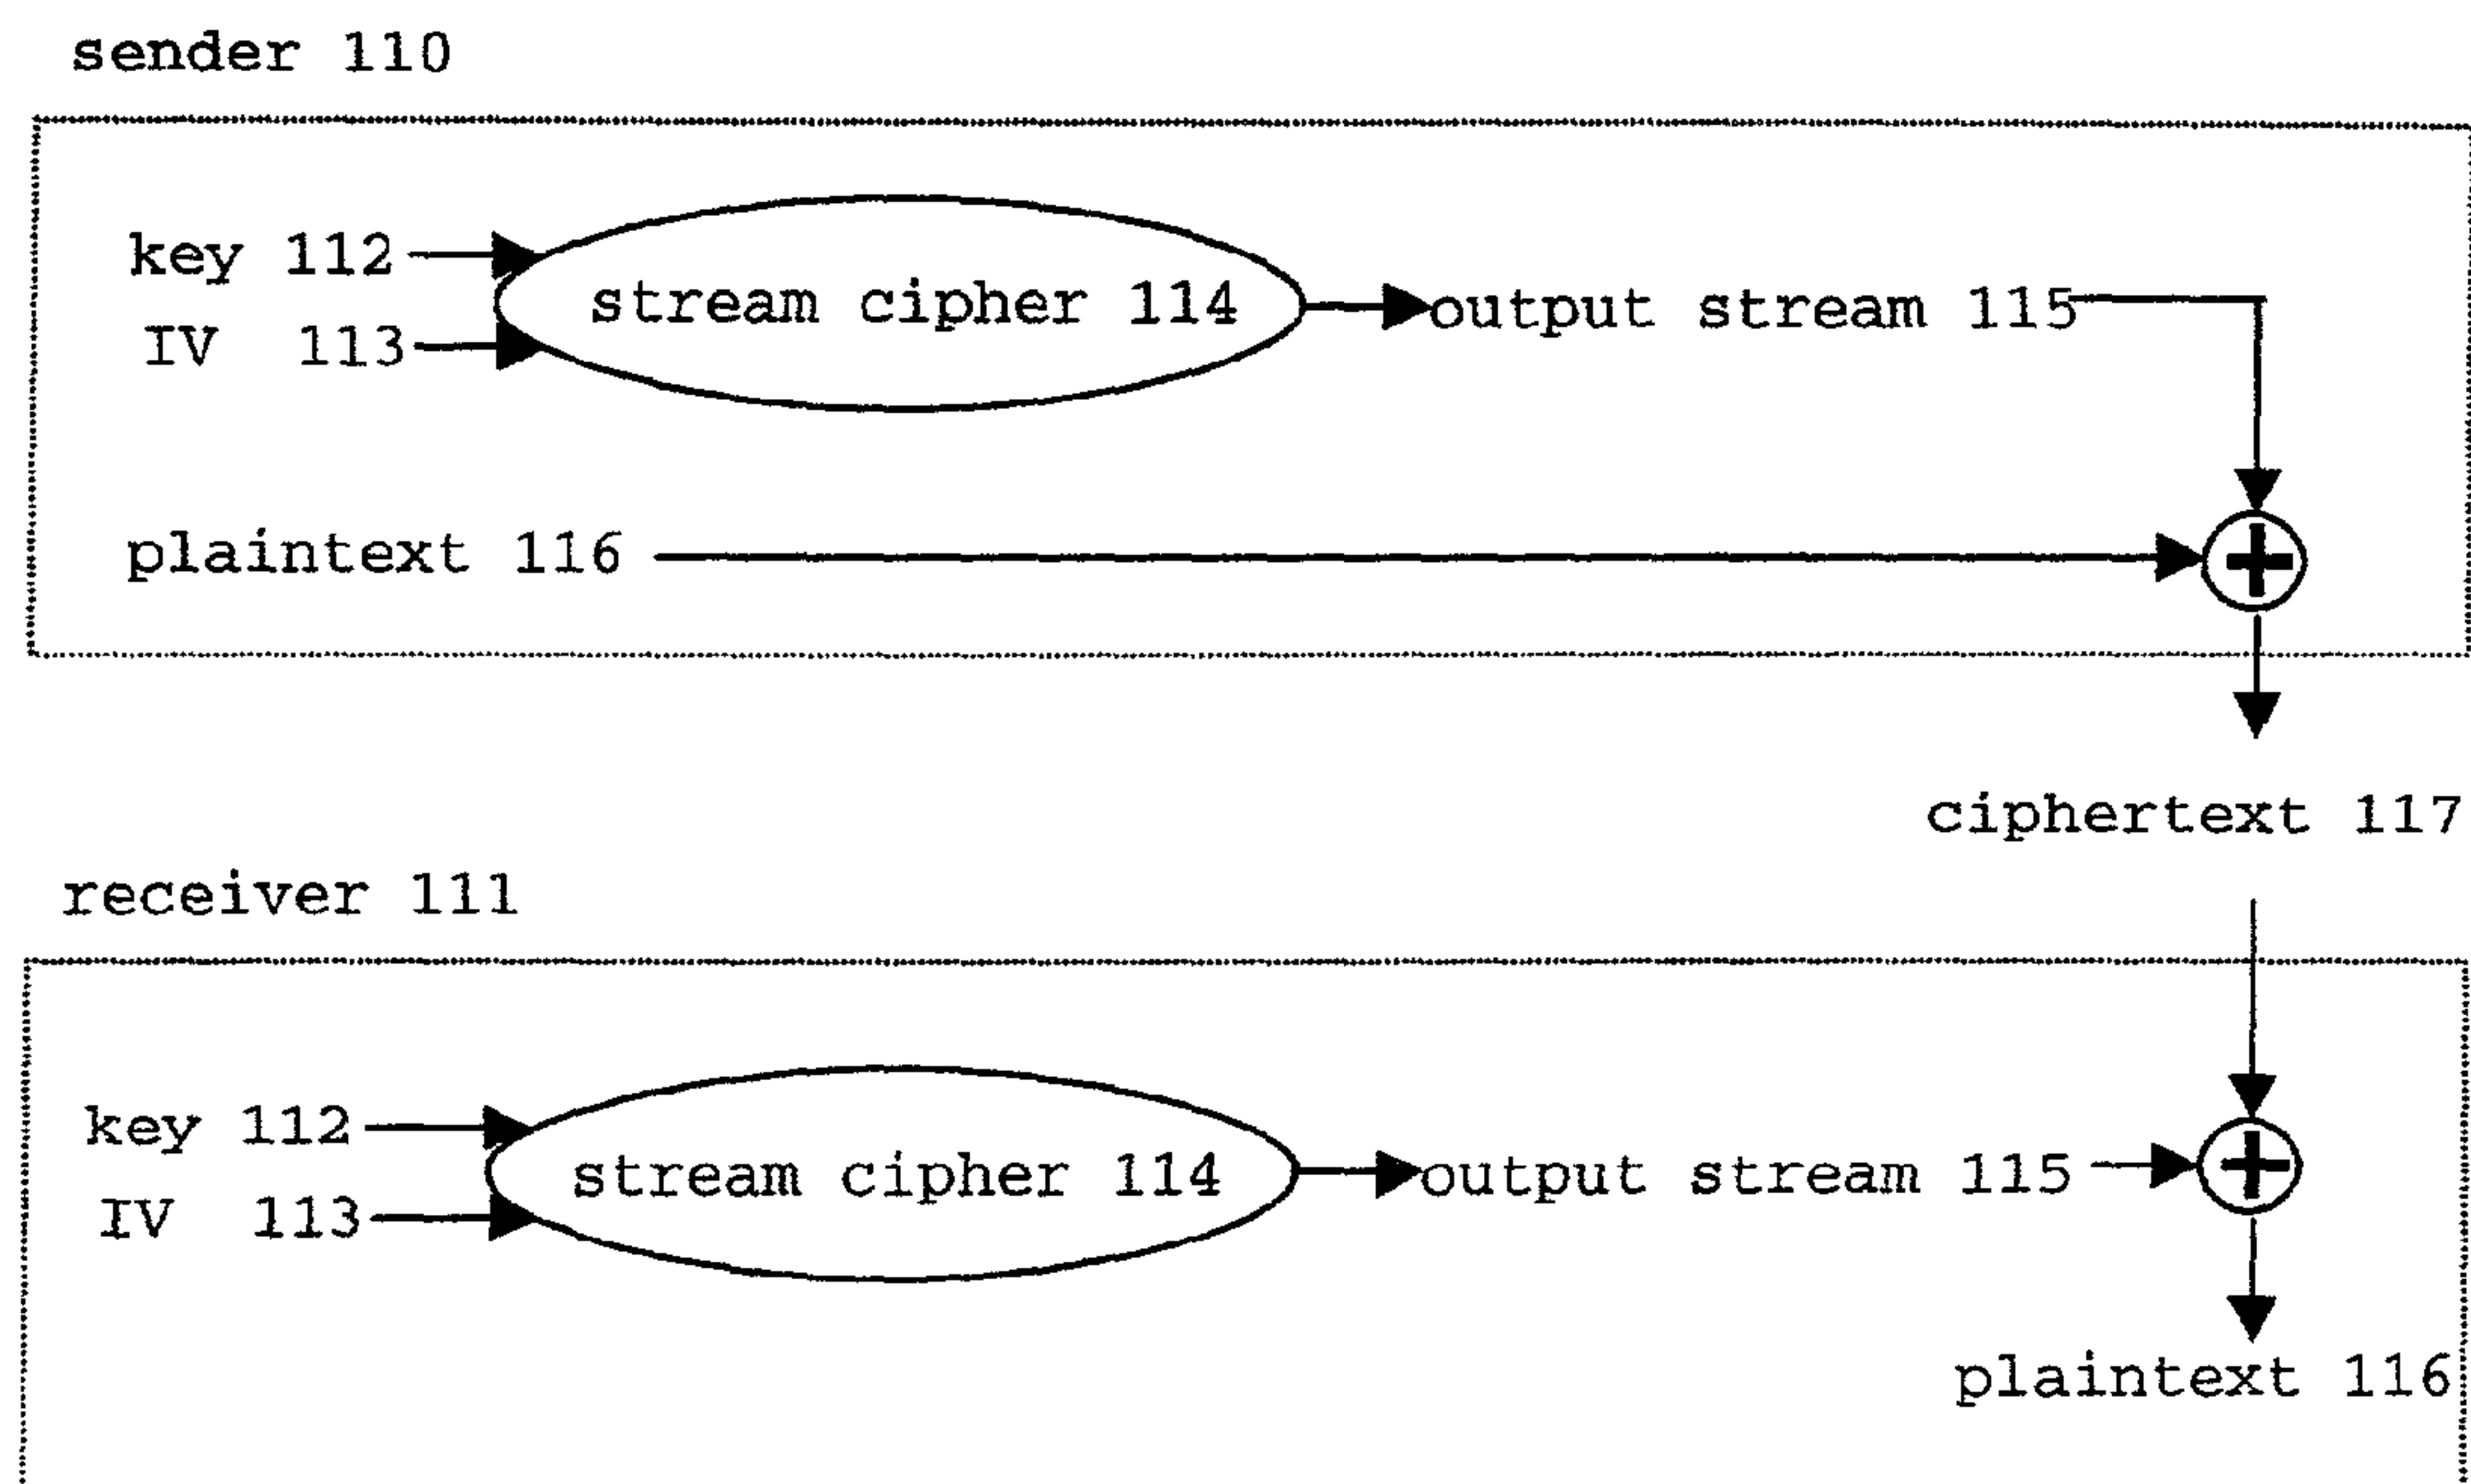 sender 110
key 112
stream cipher 114
output stream 115
IV 113
plaintext 116
ciphertext 117
receiver 111
key 112
stream cipher 114
output stream 115
IV 113
plaintext 116